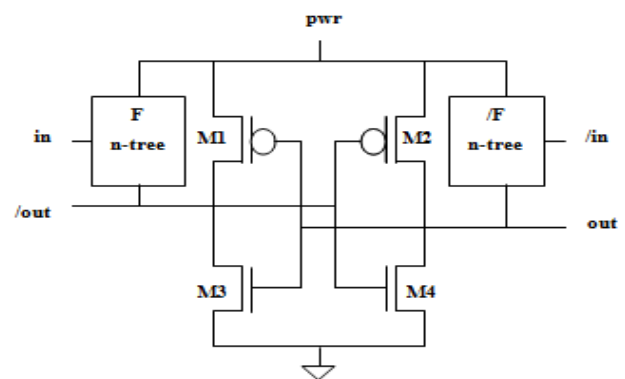 pwr
F
n-tree
/F
n-tree
in
M1
M2
/in
/out
out
M3
M4